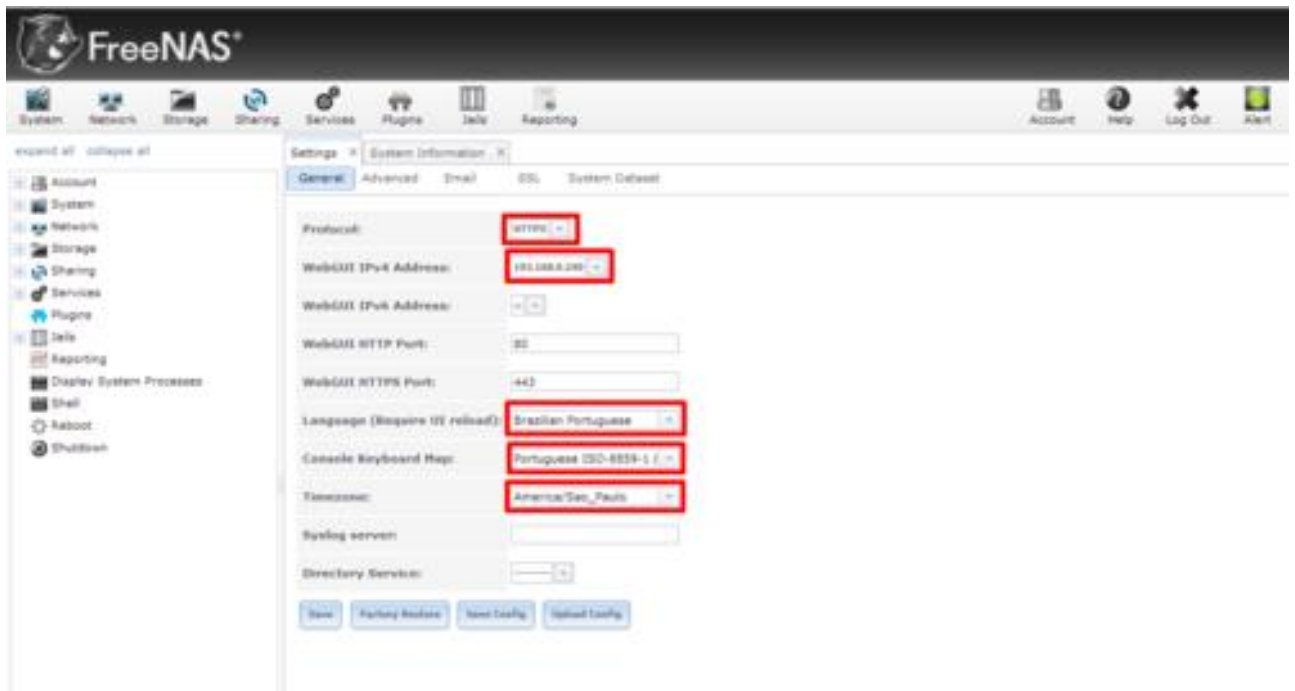 FreeNAS®
System Network Storage Sharing Services Plugins Jails Reporting Account Help Log Out Alert
expand all collapse all
Settings X System Information X
General Advanced Email SSL System Dataset
Account
System
Network
Storage
Sharing
Services
Plugins
Jails
Reporting
Display System Processes
Shell
Reboot
Shutdown
Protocol:
WebGUI IPv4 Address:
WebGUI IPv6 Address:
WebGUI HTTP Port: 80
WebGUI HTTPS Port: 443
Language (Require UI reload): Brazilian Portuguese
Console Keyboard Map: Portuguese ISO-8859-1 (
Timezone: America/Sao_Paulo
Syslog server:
Directory Service: --------
Save Factory Restore Save Config Upload Config